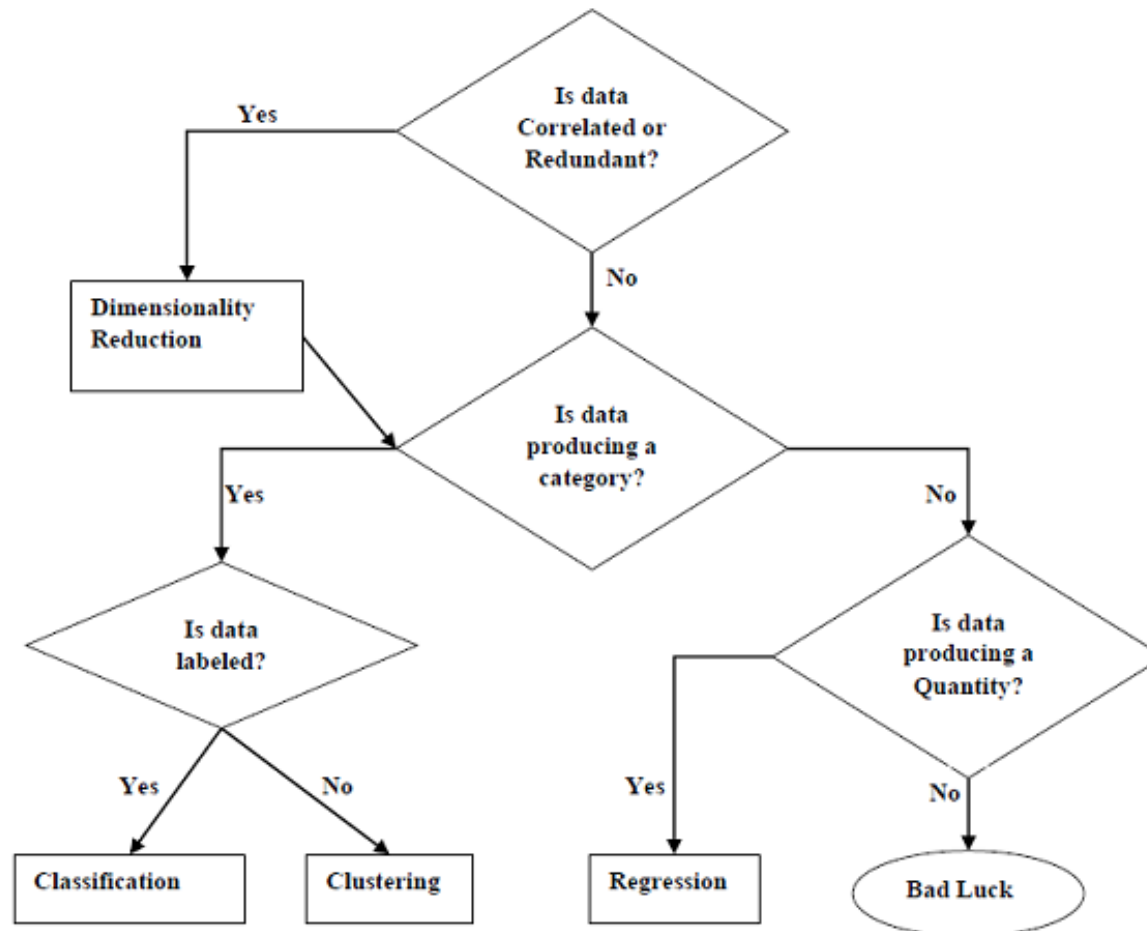 Is data
Correlated or
Redundant?
Yes
No
Dimensionality
Reduction
Is data
producing a
category?
Yes
No
Is data
labeled?
Is data
producing a
Quantity?
Yes
No
Yes
No
Classification
Clustering
Regression
Bad Luck